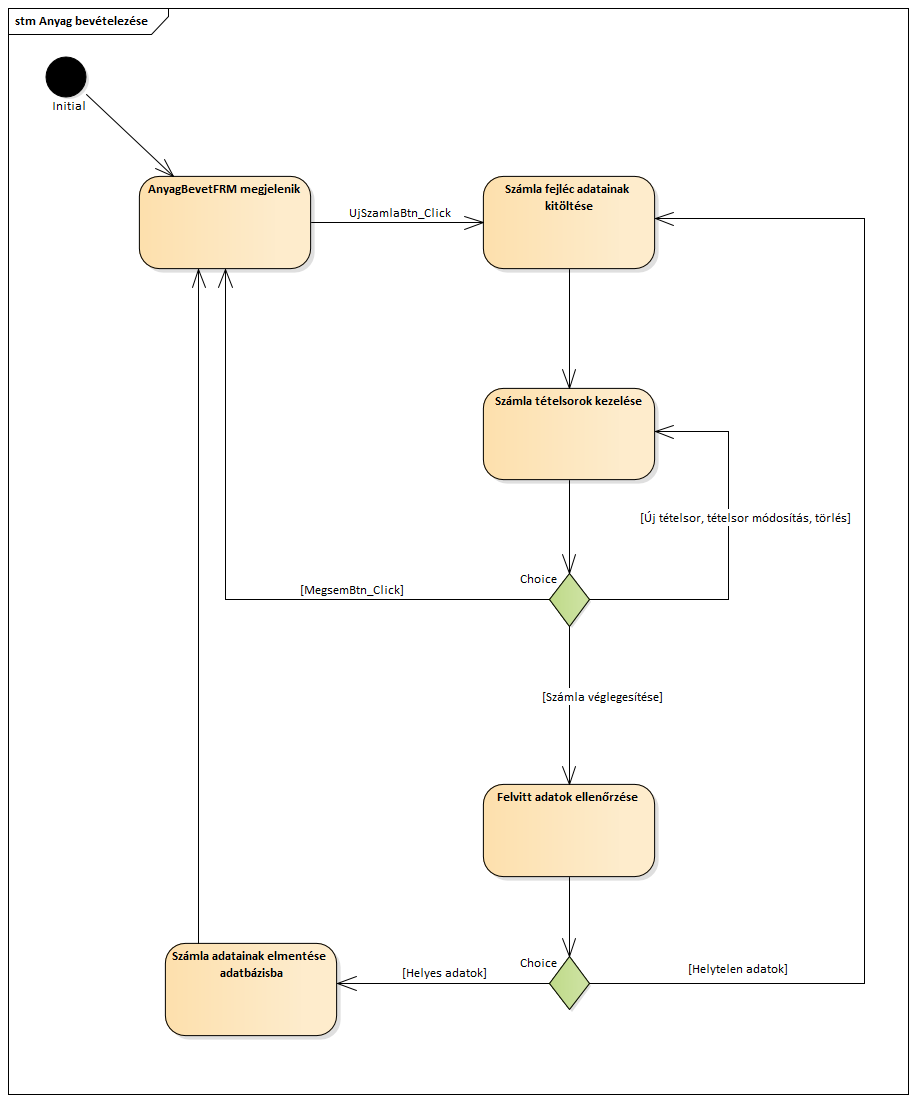 stm Anyag bevételezése
Initial
AnyagBevetFRM megjelenik
UjSzamlaBtn_Click
Számla fejléc adatainak
kitöltése
Számla tételsorok kezelése
[Új tételsor, tételsor módosítás, törlés]
Choice
[MegsemBtn_Click]
[Számla véglegesítése]
Felvitt adatok ellenőrzése
Számla adatainak elmentése
adatbázisba
[Helyes adatok]
Choice
[Helytelen adatok]